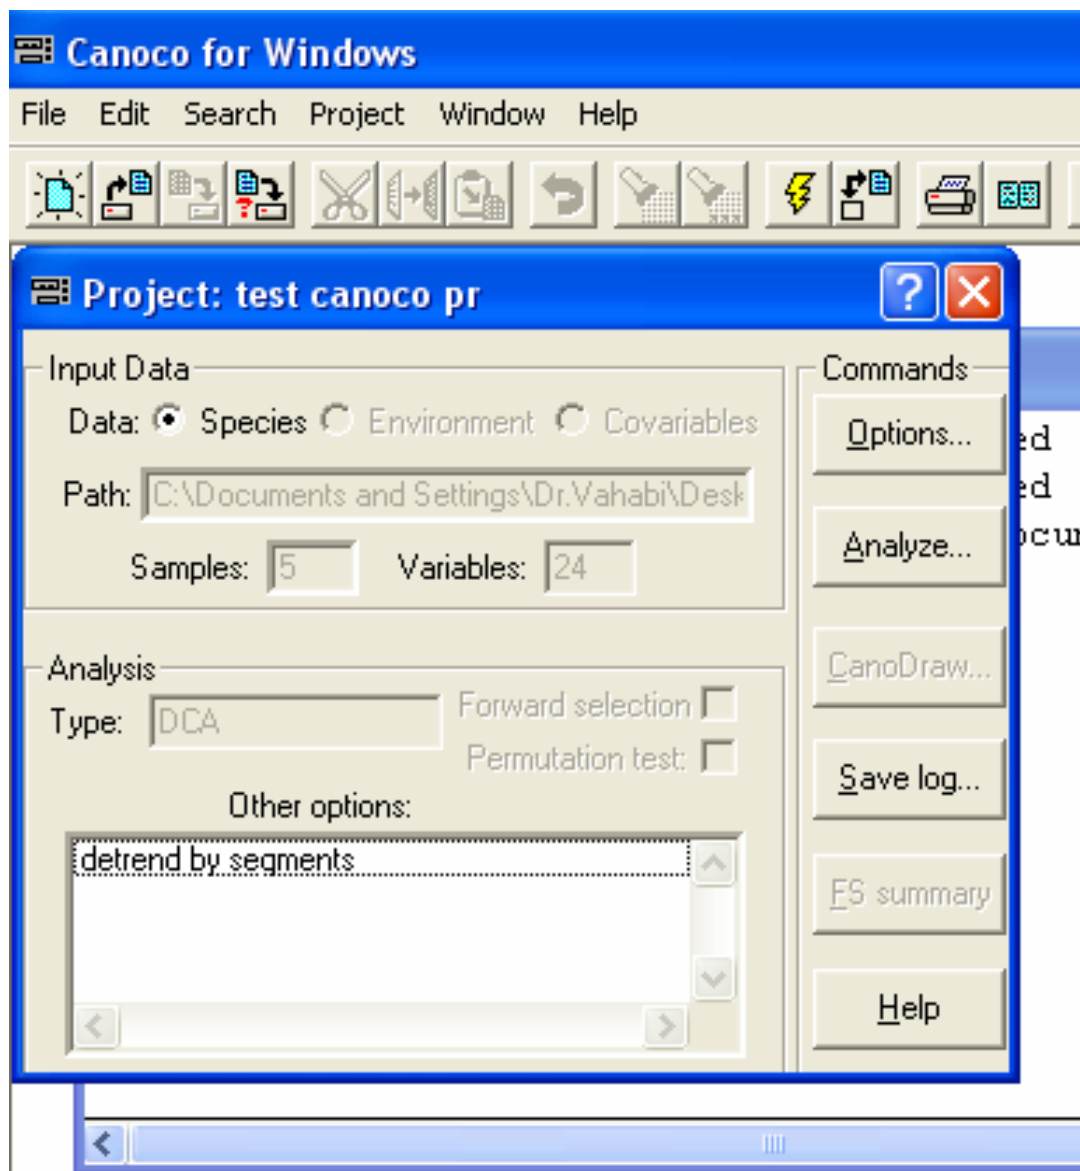 Canoco for Windows
File Edit Search Project Window Help
Project: test canoco pr
Input Data
Data: Species Environment Covariables
Path: C:\Documents and Settings\Dr.Vahabi\Desk
Samples: 5 Variables: 24
Analysis
Type: DCA
Forward selection
Permutation test:
Other options:
detrend by segments
Commands
Options...
Analyze...
CanoDraw...
Save log...
FS summary
Help
ed
ed
ocum